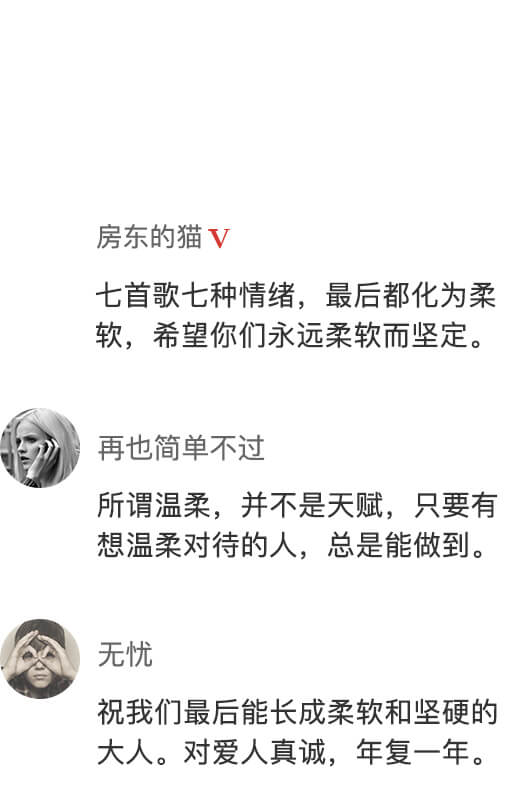 房东的猫 V
七首歌七种情绪，最后都化为柔
软，希望你们永远柔软而坚定。
再也简单不过
所谓温柔，并不是天赋，只要有
想温柔对待的人，总是能做到。
无忧
祝我们最后能长成柔软和坚硬的
大人。对爱人真诚，年复一年。